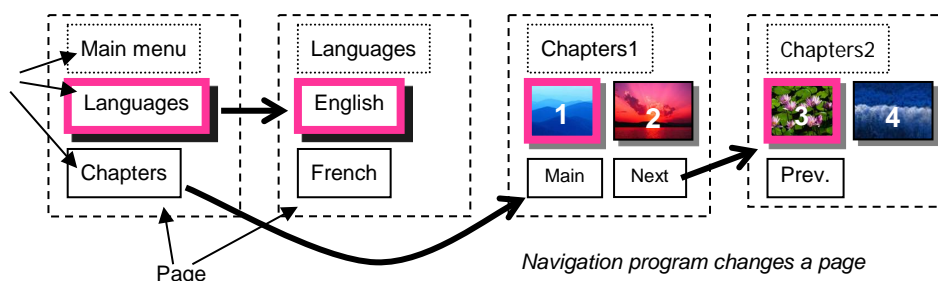 Main menu
Languages
Chapters
Languages
English
French
Chapters1
1
2
Main
Next
Chapters2
3
4
Prev.
Page
Navigation program changes a page